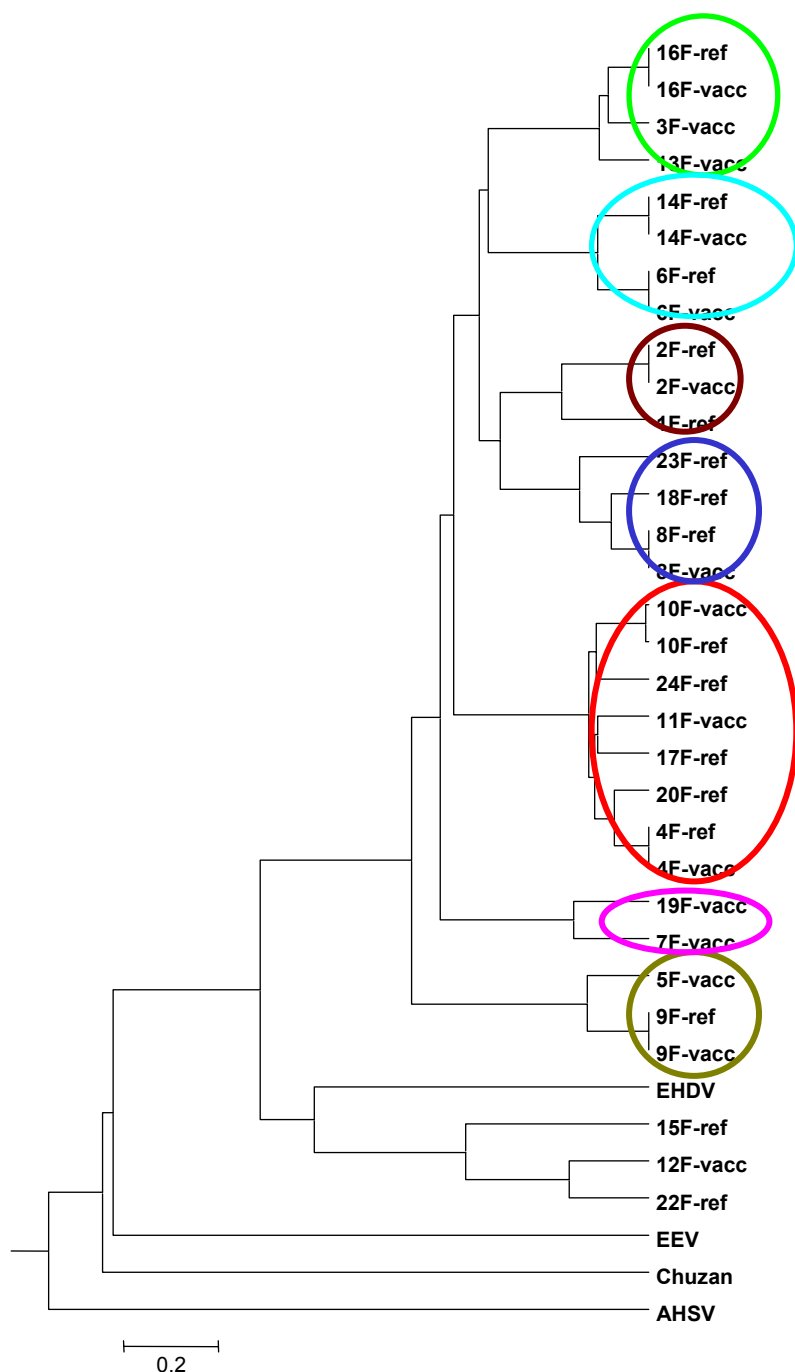 16F-ref
16F-vacc
3F-vacc
13F-vacc
14F-ref
14F-vacc
6F-ref
6F-vacc
2F-ref
2F-vacc
1F-ref
23F-ref
18F-ref
8F-ref
8F-vacc
10F-vacc
10F-ref
24F-ref
11F-vacc
17F-ref
20F-ref
4F-ref
4F-vacc
19F-vacc
7F-vacc
5F-vacc
9F-ref
9F-vacc
EHDV
15F-ref
12F-vacc
22F-ref
EEV
Chuzan
AHSV
0.2